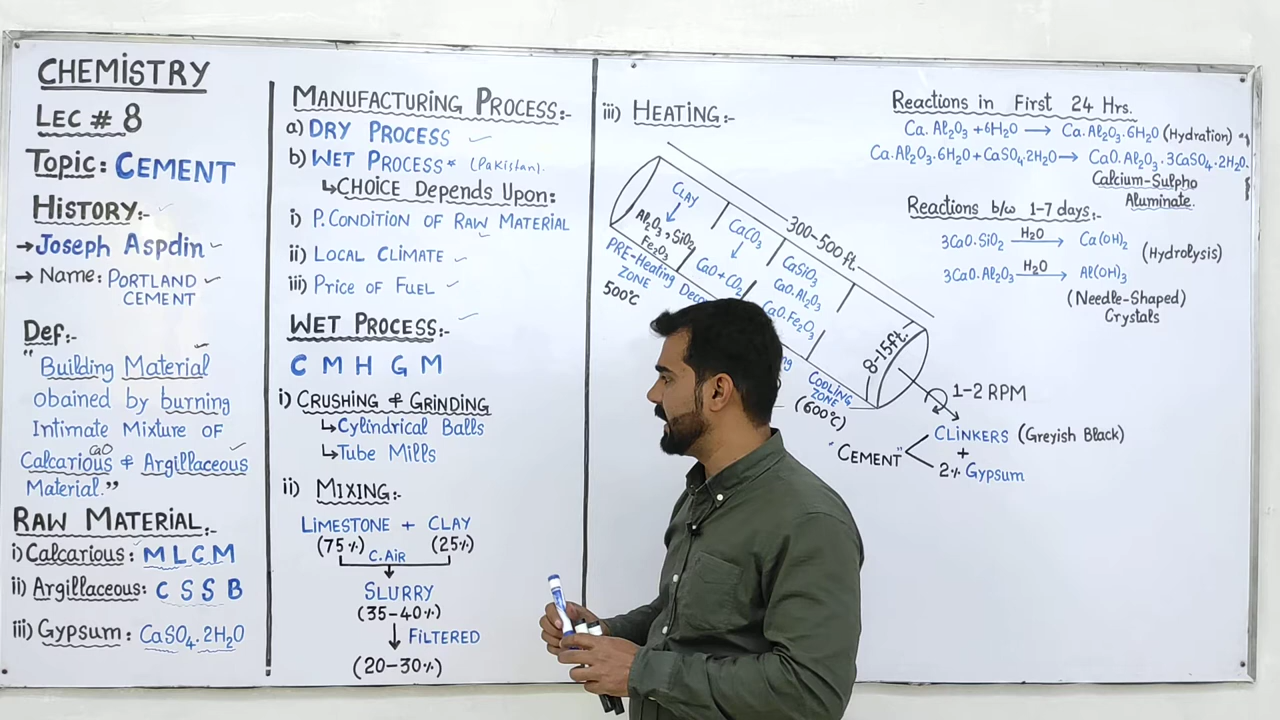 CHEMISTRY
LEC # 8
Topic: CEMENT
HISTORY:-
→Joseph Aspdin
→ Name: PORTLAND
CEMENT
Def:-
"Building Material
obained by burning
Intimate Mixture OF
CaO
Calcarious & Argillaceous
Material."
RAW MATERIAL:-
i) Calcarious: M L C M
ii) Argillaceous: C S S B
iii) Gypsum: CaSO₄.2H₂O
MANUFACTURING PROCESS:-
a) DRY PROCESS
b) WET PROCESS* (Pakistan).
↳CHOICE Depends Upon:
i) P. CONDITION OF RAW MATERIAL
ii) LOCAL CLIMATE
iii) Price of FUEL
WET PROCESS:-
C M H G M
i) CRUSHING & GRINDING
↳Cylindrical Balls
↳Tube Mills
ii) MIXING:-
LIMESTONE + CLAY
(75%) C.Air (25%)
SLURRY
(35-40%)
↓ FILTERED
(20-30%)
iii) HEATING:-
300-500 ft.
CLAY
↓
Al₂O₃, SiO₂
Fe₂O₃
PRE-Heating
ZONE
500°C
CaCO₃
↓
CaO + CO₂
CaSiO₃
CaO.Al₂O₃
CaO.Fe₂O₃
COOLING
ZONE
(600°C)
8-15ft.
1-2 RPM
"CEMENT"
CLINKERS (Greyish Black)
+
2% Gypsum
Reactions in First 24 Hrs.
Ca. Al₂O₃ + 6H₂O → Ca. Al₂O₃. 6H₂O (Hydration)
Ca. Al₂O₃. 6H₂O + CaSO₄. 2H₂O → CaO. Al₂O₃. 3CaSO₄. 2H₂O.
Calcium-Sulpho
Aluminate.
Reactions b/w 1-7 days:-
3CaO. SiO₂ H₂O→ Ca(OH)₂ (Hydrolysis)
3CaO. Al₂O₃ H₂O→ Al(OH)₃
(Needle-Shaped)
Crystals